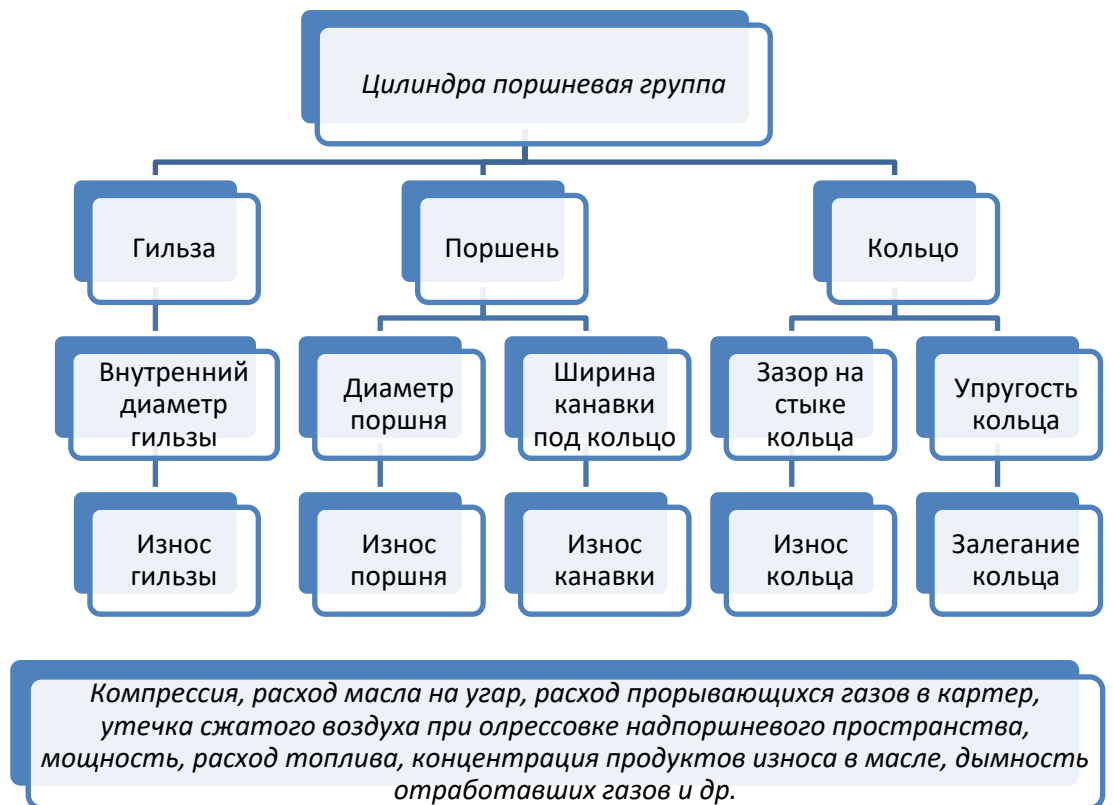 Цилиндра поршневая группа
Гильза
Поршень
Кольцо
Внутренний
диаметр
гильзы
Диаметр
поршня
Ширина
канавки
под кольцо
Зазор на
стыке
кольца
Упругость
кольца
Износ
гильзы
Износ
поршня
Износ
канавки
Износ
кольца
Залегание
кольца
Компрессия, расход масла на угар, расход прорывающихся газов в картер,
утечка сжатого воздуха при олрессовке надпоршневого пространства,
мощность, расход топлива, концентрация продуктов износа в масле, дымность
отработавших газов и др.